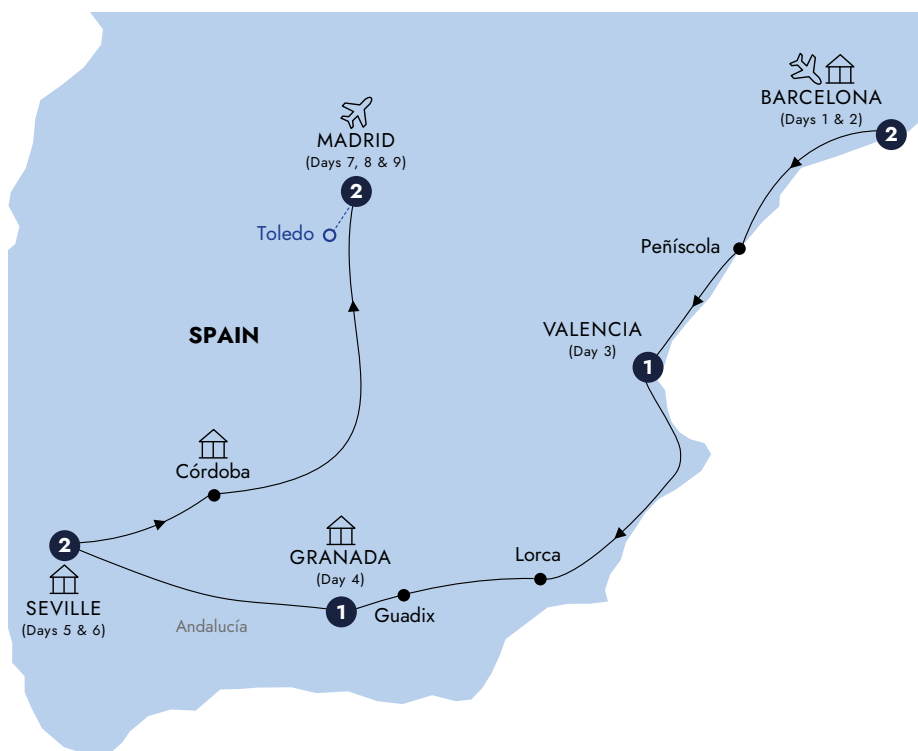 BARCELONA
(Days 1 & 2)
2
MADRID
(Days 7, 8 & 9)
2
Toledo
Peñíscola
SPAIN
VALENCIA
(Day 3)
1
Córdoba
2
SEVILLE
(Days 5 & 6)
GRANADA
(Day 4)
1
Lorca
Guadix
Andalucía